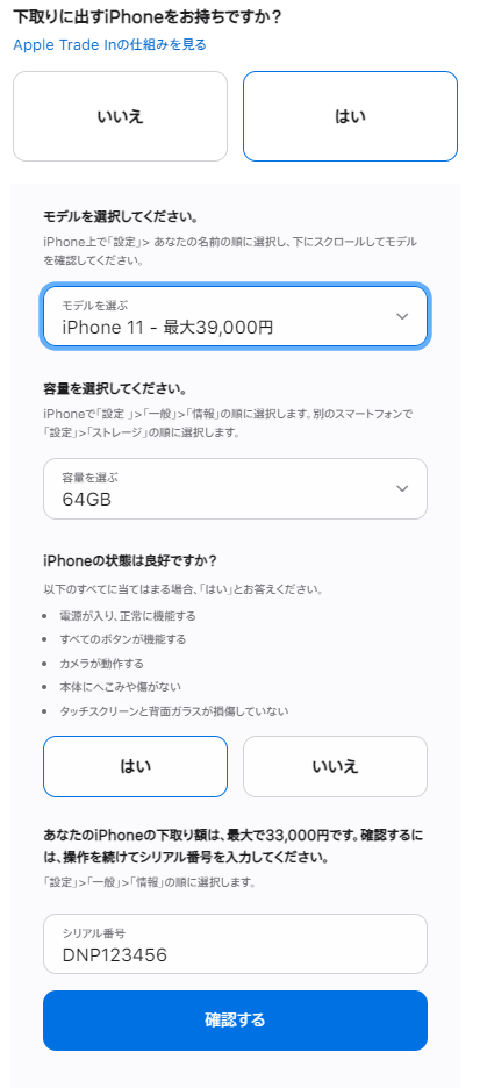 下取りに出すiPhoneをお持ちですか？
Apple Trade Inの仕組みを見る
いいえ
はい
モデルを選択してください。
iPhone上で「設定」> あなたの名前の順に選択し、下にスクロールしてモデル
を確認してください。
モデルを選ぶ
iPhone 11 - 最大39,000円
容量を選択してください。
iPhoneで「設定 」>「一般」>「情報」の順に選択します。別のスマートフォンで
「設定」>「ストレージ」の順に選択します。
容量を選ぶ
64GB
iPhoneの状態は良好ですか？
以下のすべてに当てはまる場合、「はい」とお答えください。
• 電源が入り、正常に機能する
• すべてのボタンが機能する
• カメラが動作する
• 本体にへこみや傷がない
• タッチスクリーンと背面ガラスが損傷していない
はい
いいえ
あなたのiPhoneの下取り額は、最大で33,000円です。確認するに
は、操作を続けてシリアル番号を入力してください。
「設定」>「一般」>「情報」の順に選択します。
シリアル番号
DNP123456
確認する